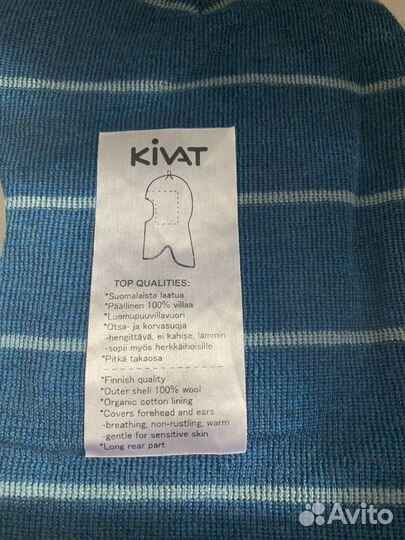 KiVAT
TOP QUALITIES:
*Suomalaista laatua
*Päällinen 100% villaa
*Luomupuuvillavuori
*Otsa- ja korvasuoja
-hengittävä, ei kahise, lämmin
-sopii myös herkkäihoisille
*Pitkä takaosa
*Finnish quality
*Outer shell 100% wool
*Organic cotton lining
*Covers forehead and ears
-breathing, non-rustling, warm
-gentle for sensitive skin
*Long rear part
Avito